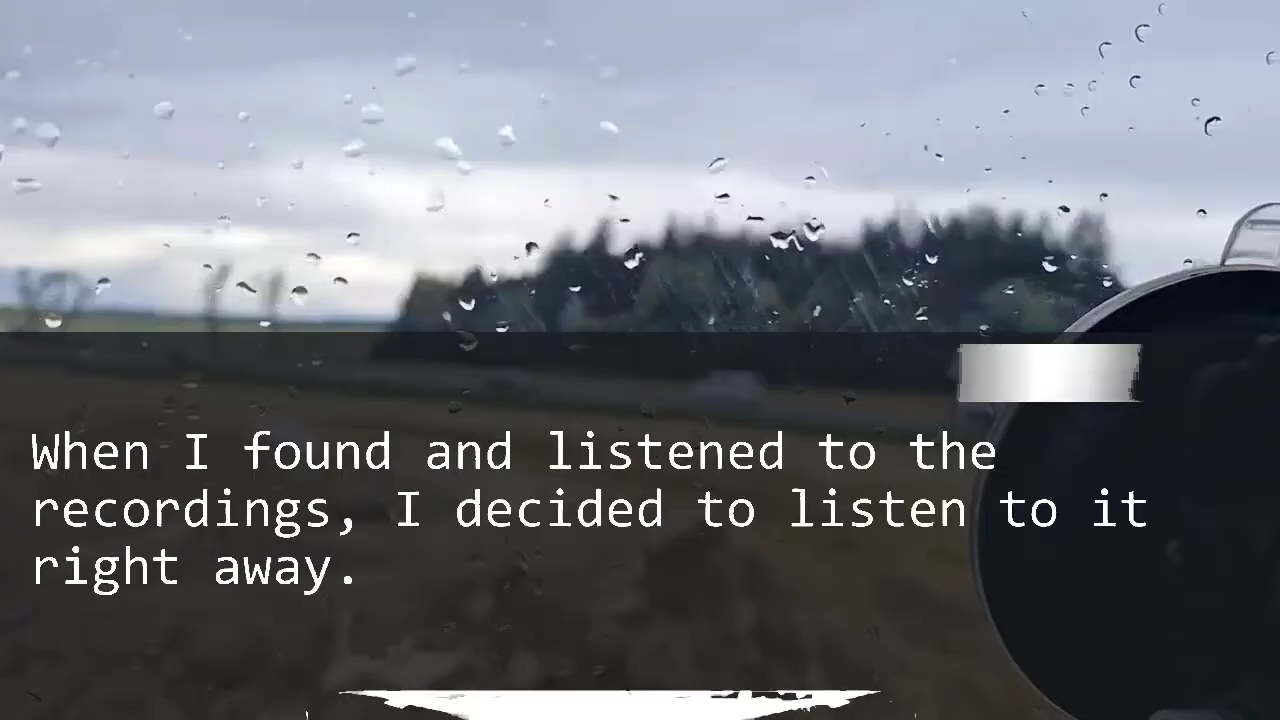 When I found and listened to the
recordings, I decided to listen to it
right away.